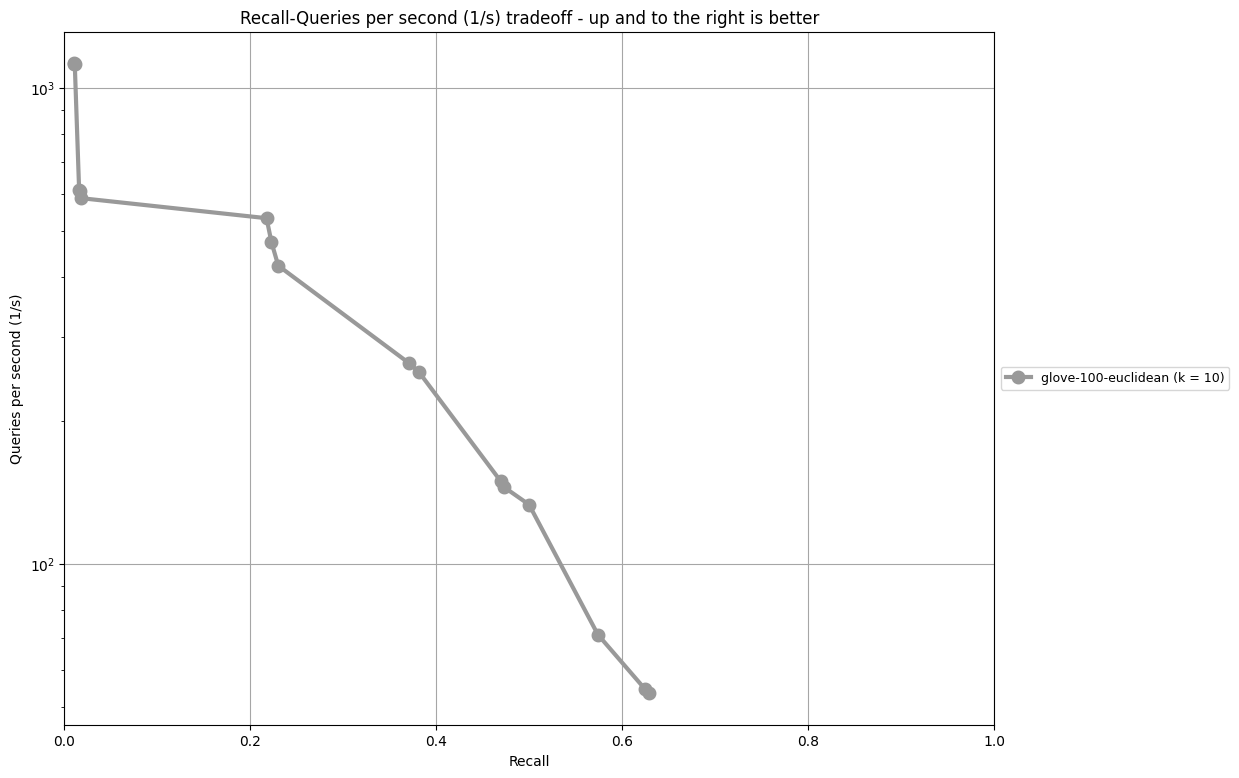 Recall-Queries per second (1/s) tradeoff - up and to the right is better
10³
10²
Queries per second (1/s)
0.0 0.2 0.4 0.6 0.8 1.0
Recall
glove-100-euclidean (k = 10)